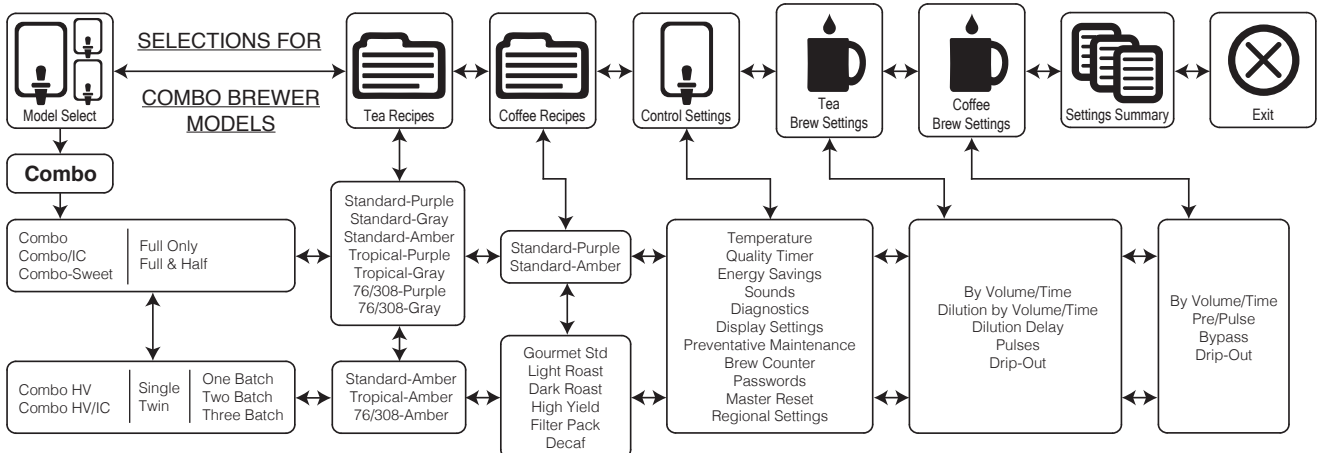 SELECTIONS FOR
COMBO BREWER
MODELS
Model Select
Tea Recipes
Coffee Recipes
Control Settings
Tea
Brew Settings
Coffee
Brew Settings
Settings Summary
Exit
Combo
Combo
Combo/IC
Combo-Sweet
Full Only
Full & Half
Standard-Purple
Standard-Gray
Standard-Amber
Tropical-Purple
Tropical-Gray
76/308-Purple
76/308-Gray
Standard-Purple
Standard-Amber
Temperature
Quality Timer
Energy Savings
Sounds
Diagnostics
Display Settings
Preventative Maintenance
Brew Counter
Passwords
Master Reset
Regional Settings
By Volume/Time
Dilution by Volume/Time
Dilution Delay
Pulses
Drip-Out
By Volume/Time
Pre/Pulse
Bypass
Drip-Out
Combo HV
Combo HV/IC
Single
Twin
One Batch
Two Batch
Three Batch
Standard-Amber
Tropical-Amber
76/308-Amber
Gourmet Std
Light Roast
Dark Roast
High Yield
Filter Pack
Decaf